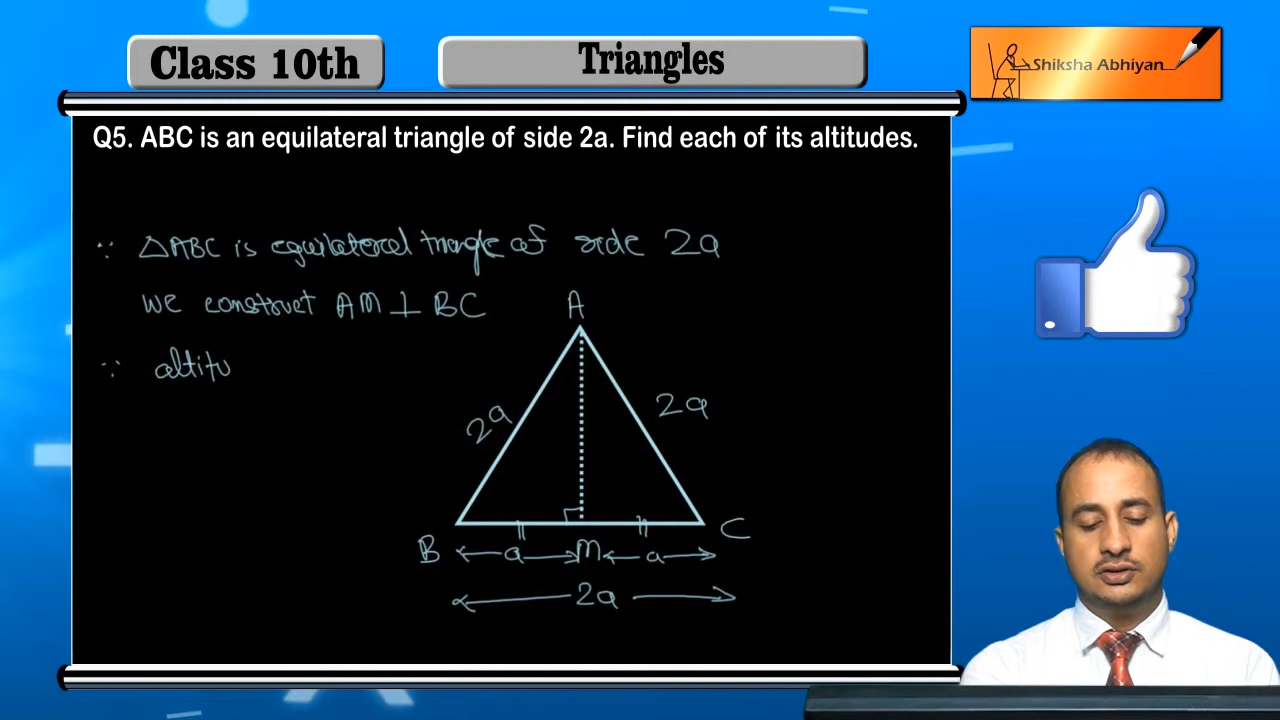 Class 10th
Triangles
Shiksha Abhiyan
Q5. ABC is an equilateral triangle of side 2a. Find each of its altitudes.
∵ △ABC is equilateral triangle of side 2a
we construct AM ⊥ BC
∵ altitu
A
2a
2a
B
a
M
a
C
2a